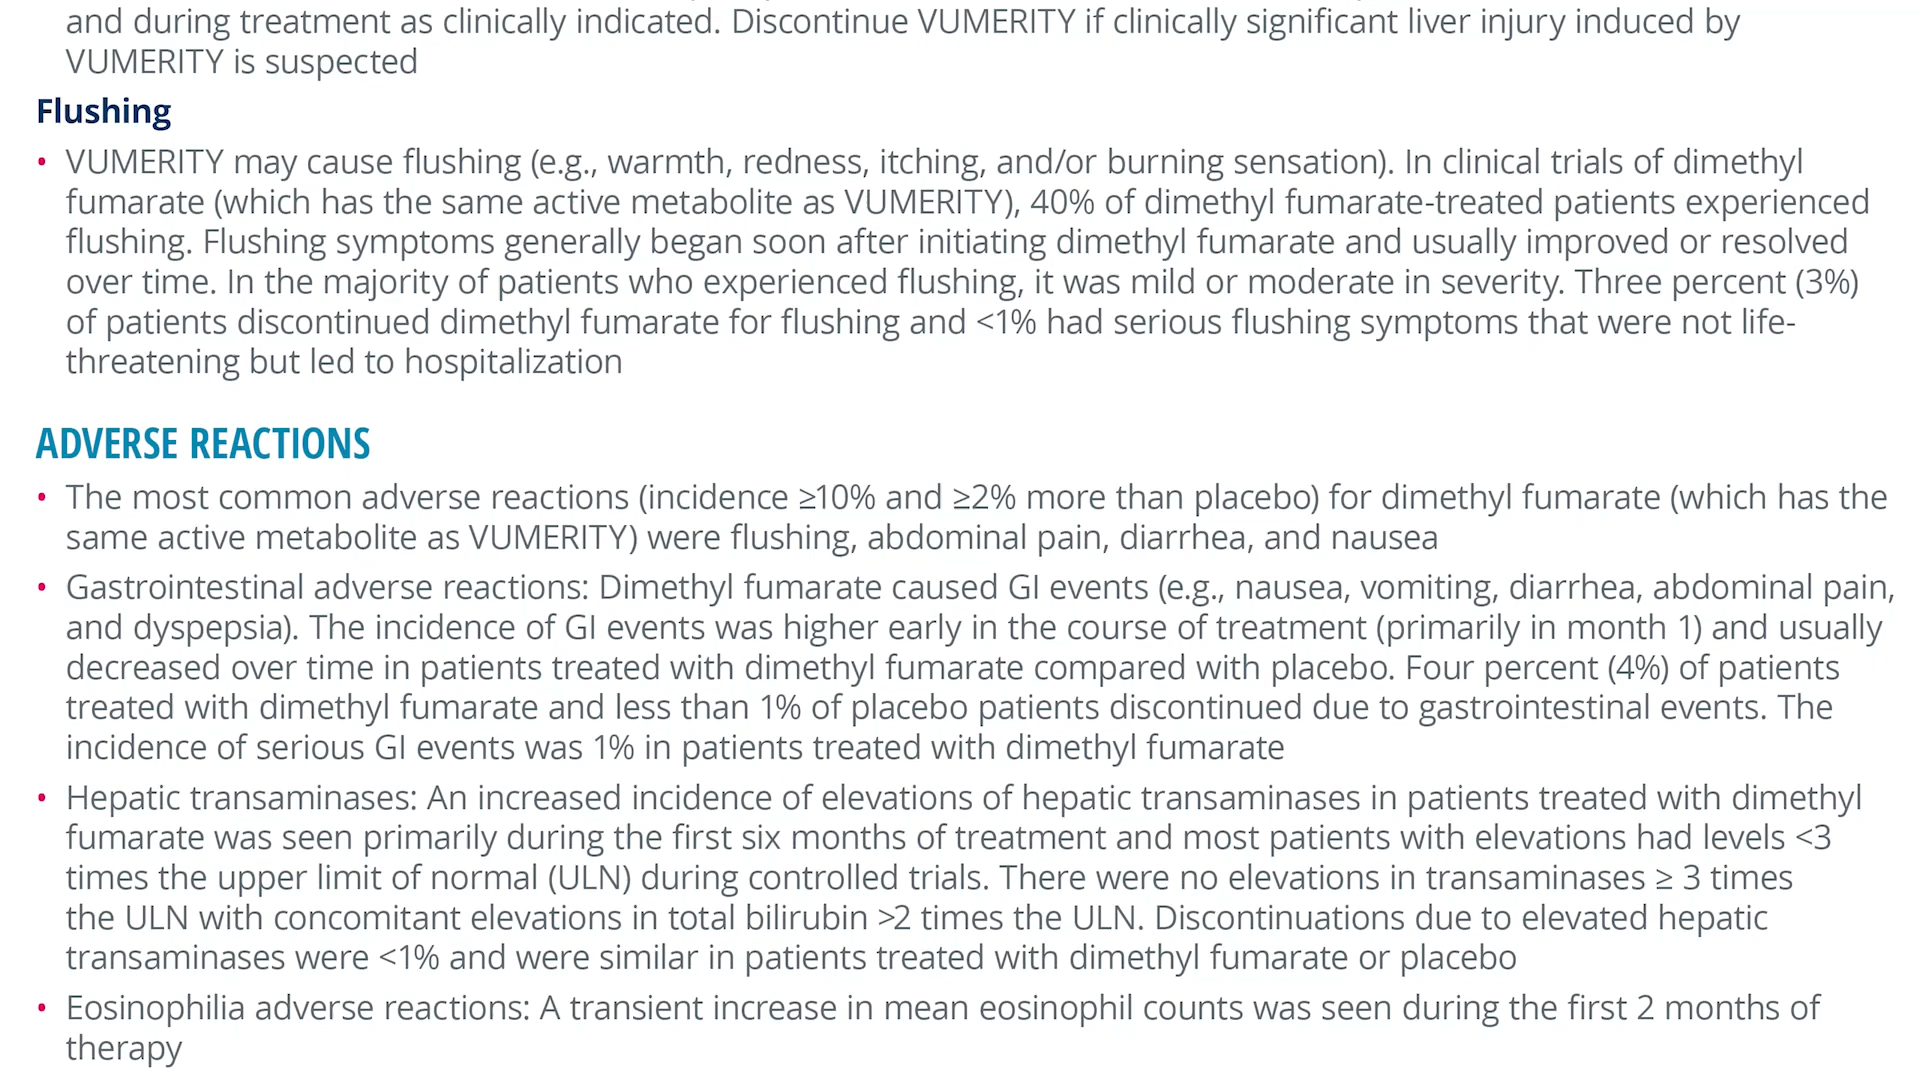 and during treatment as clinically indicated. Discontinue VUMERITY if clinically significant liver injury induced by
VUMERITY is suspected
Flushing
• VUMERITY may cause flushing (e.g., warmth, redness, itching, and/or burning sensation). In clinical trials of dimethyl
fumarate (which has the same active metabolite as VUMERITY), 40% of dimethyl fumarate-treated patients experienced
flushing. Flushing symptoms generally began soon after initiating dimethyl fumarate and usually improved or resolved
over time. In the majority of patients who experienced flushing, it was mild or moderate in severity. Three percent (3%)
of patients discontinued dimethyl fumarate for flushing and <1% had serious flushing symptoms that were not life-
threatening but led to hospitalization
ADVERSE REACTIONS
• The most common adverse reactions (incidence ≥10% and ≥2% more than placebo) for dimethyl fumarate (which has the
same active metabolite as VUMERITY) were flushing, abdominal pain, diarrhea, and nausea
• Gastrointestinal adverse reactions: Dimethyl fumarate caused GI events (e.g., nausea, vomiting, diarrhea, abdominal pain,
and dyspepsia). The incidence of GI events was higher early in the course of treatment (primarily in month 1) and usually
decreased over time in patients treated with dimethyl fumarate compared with placebo. Four percent (4%) of patients
treated with dimethyl fumarate and less than 1% of placebo patients discontinued due to gastrointestinal events. The
incidence of serious GI events was 1% in patients treated with dimethyl fumarate
• Hepatic transaminases: An increased incidence of elevations of hepatic transaminases in patients treated with dimethyl
fumarate was seen primarily during the first six months of treatment and most patients with elevations had levels <3
times the upper limit of normal (ULN) during controlled trials. There were no elevations in transaminases ≥ 3 times
the ULN with concomitant elevations in total bilirubin >2 times the ULN. Discontinuations due to elevated hepatic
transaminases were <1% and were similar in patients treated with dimethyl fumarate or placebo
• Eosinophilia adverse reactions: A transient increase in mean eosinophil counts was seen during the first 2 months of
therapy